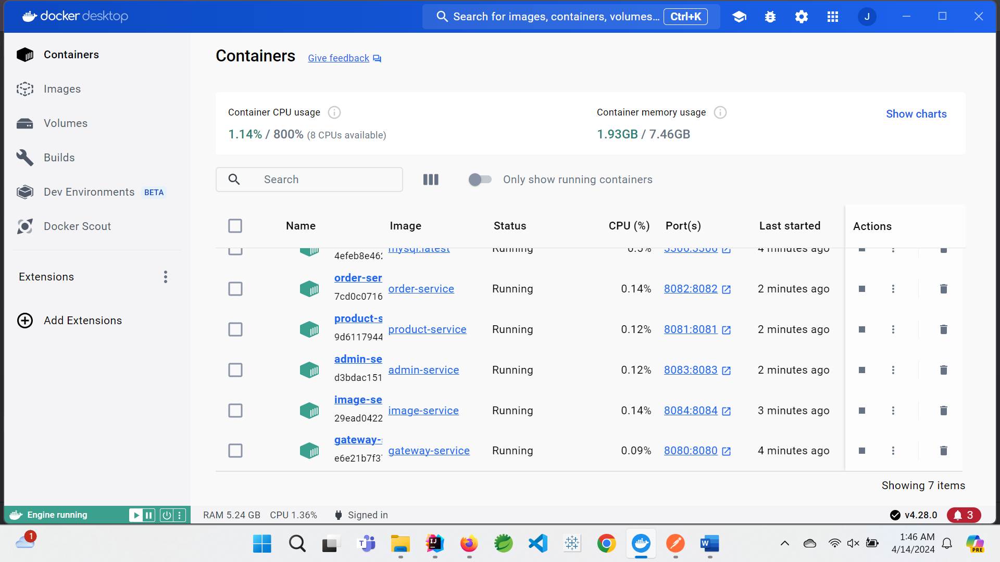 docker desktop
Search for images, containers, volumes... Ctrl+K
J
Containers
Images
Volumes
Builds
Dev Environments BETA
Docker Scout
Extensions
Add Extensions
Containers Give feedback
Container CPU usage
1.14% / 800% (8 CPUs available)
Container memory usage
1.93GB / 7.46GB
Show charts
Search
Only show running containers
Name Image Status CPU (%) Port(s) Last started Actions
mysql:latest Running 0.5% 3306:3306 4 minutes ago
4efeb8e462
order-ser
7cd0c0716
order-service Running 0.14% 8082:8082 2 minutes ago
product-s
9d6117944
product-service Running 0.12% 8081:8081 2 minutes ago
admin-se
d3bdac151
admin-service Running 0.12% 8083:8083 2 minutes ago
image-se
29ead0422
image-service Running 0.14% 8084:8084 3 minutes ago
gateway-
e6e21b7f37
gateway-service Running 0.09% 8080:8080 4 minutes ago
Showing 7 items
Engine running
RAM 5.24 GB CPU 1.36% Signed in
v4.28.0
3
1
T
IJ
W
1:46 AM
4/14/2024
PRE